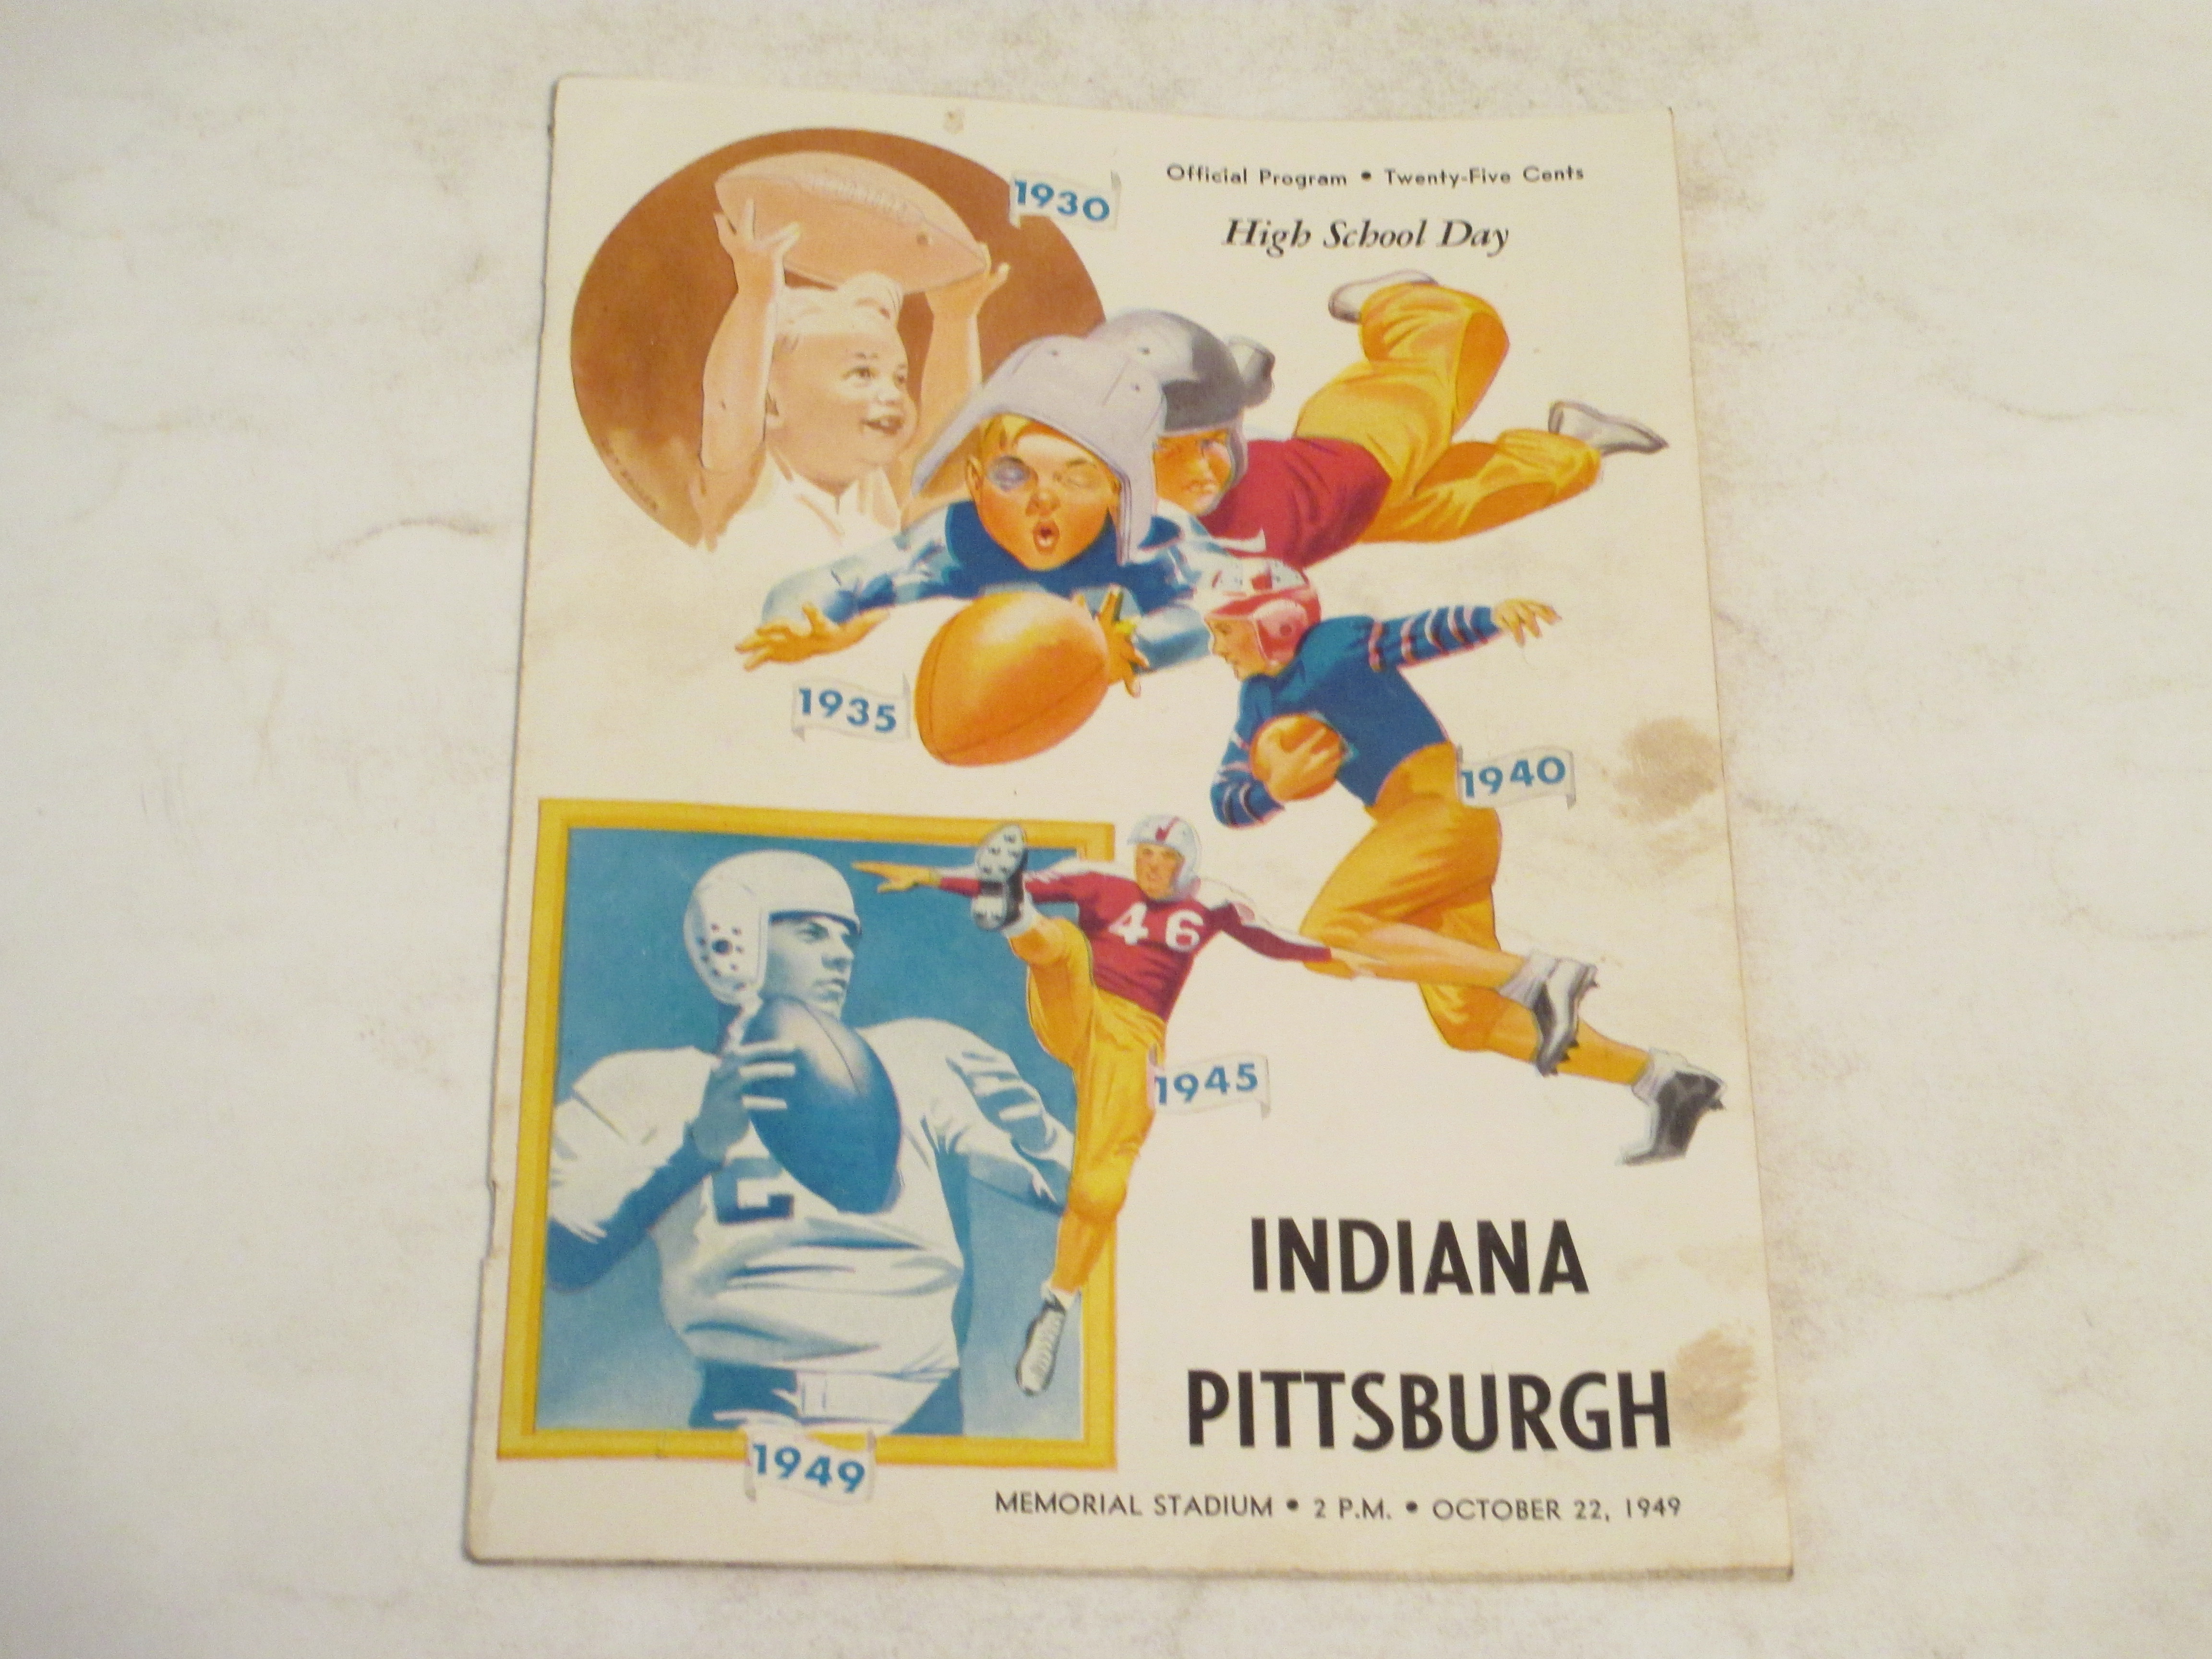 Official Program • Twenty-Five Cents
High School Day
1930
1935
1940
46
1945
2
1949
INDIANA
PITTSBURGH
MEMORIAL STADIUM • 2 P.M. • OCTOBER 22, 1949